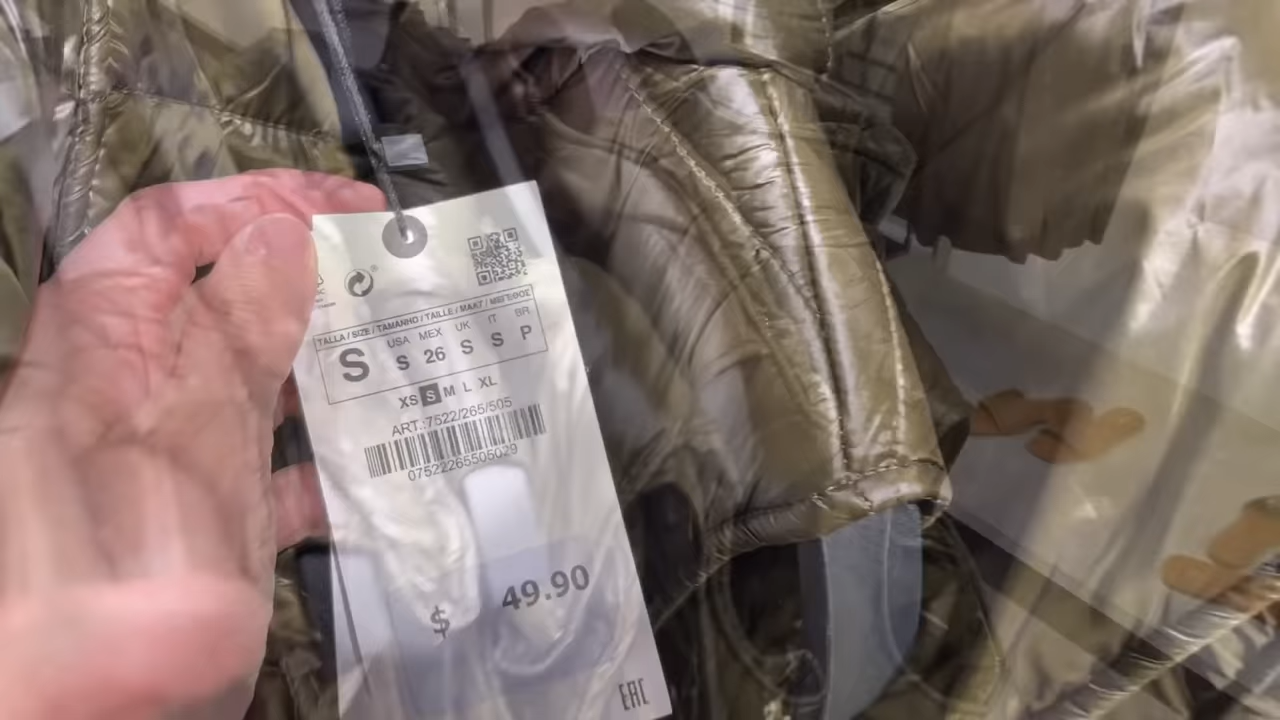 TALLA / SIZE / TAMANHO / TAILLE / MAAT / ΜΕΓΕΘΟΣ
S USA MEX UK IT BR
S 26 S S P
XS S M L XL
ART.:7522/265/505
07522265505029
$ 49.90
EAC